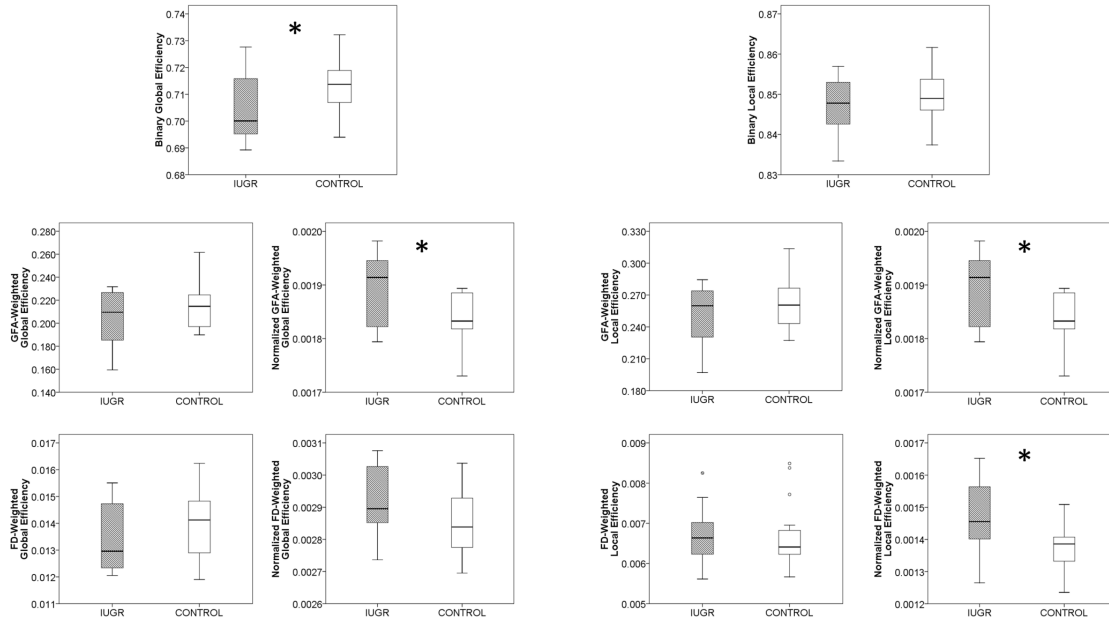 Binary Global Efficiency
0.74
0.73
0.72
0.71
0.70
0.69
0.68
*
IUGR CONTROL
Binary Local Efficiency
0.87
0.86
0.85
0.84
0.83
IUGR CONTROL
GFA-Weighted
Global Efficiency
0.280
0.260
0.240
0.220
0.200
0.180
0.160
0.140
IUGR CONTROL
Normalized GFA-Weighted
Global Efficiency
0.0020
0.0019
0.0018
0.0017
*
IUGR CONTROL
GFA-Weighted
Local Efficiency
0.330
0.300
0.270
0.240
0.210
0.180
IUGR CONTROL
Normalized GFA-Weighted
Local Efficiency
0.0020
0.0019
0.0018
0.0017
*
IUGR CONTROL
FD-Weighted
Global Efficiency
0.017
0.016
0.015
0.014
0.013
0.012
0.011
IUGR CONTROL
Normalized FD-Weighted
Global Efficiency
0.0031
0.0030
0.0029
0.0028
0.0027
0.0026
IUGR CONTROL
FD-Weighted
Local Efficiency
0.009
0.008
0.007
0.006
0.005
IUGR CONTROL
Normalized FD-Weighted
Local Efficiency
0.0017
0.0016
0.0015
0.0014
0.0013
0.0012
*
IUGR CONTROL